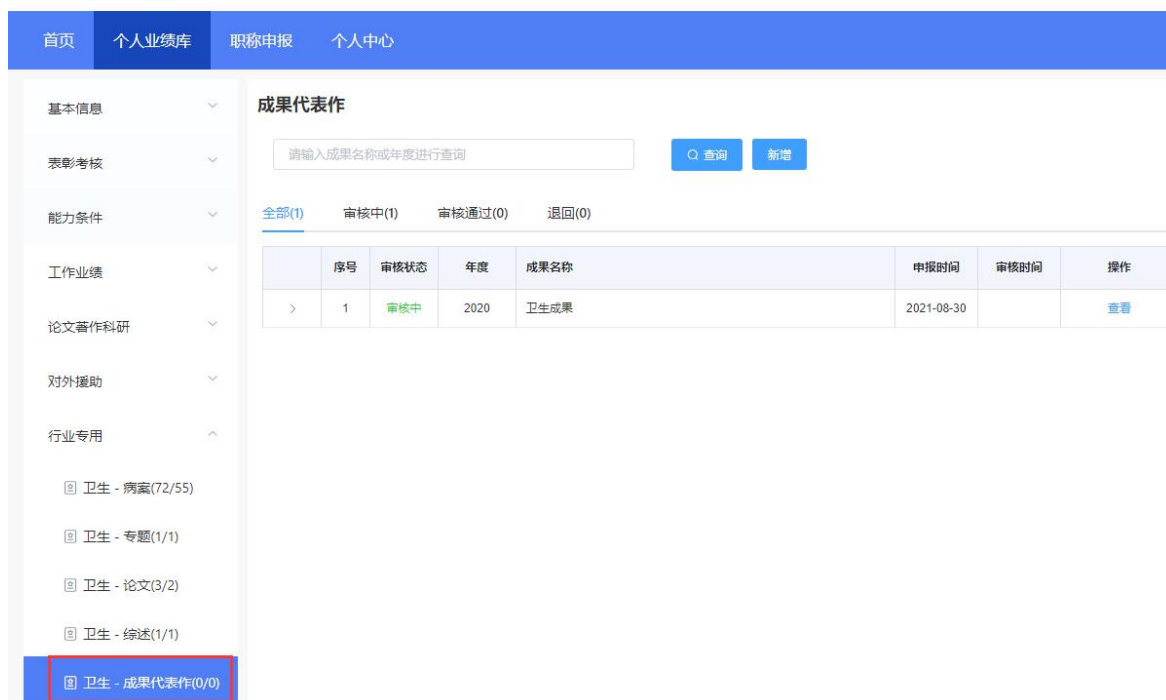 首页 个人业绩库 职称申报 个人中心
基本信息
表彰考核
能力条件
工作业绩
论文著作科研
对外援助
行业专用
卫生 - 病案(72/55)
卫生 - 专题(1/1)
卫生 - 论文(3/2)
卫生 - 综述(1/1)
卫生 - 成果代表作(0/0)
成果代表作
请输入成果名称或年度进行查询 查询 新增
全部(1) 审核中(1) 审核通过(0) 退回(0)
序号 审核状态 年度 成果名称 申报时间 审核时间 操作
1 审核中 2020 卫生成果 2021-08-30 查看